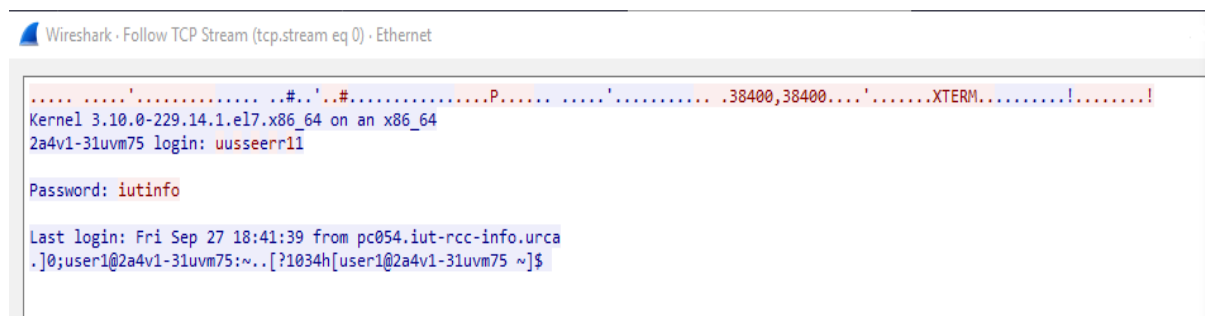 Wireshark · Follow TCP Stream (tcp.stream eq 0) · Ethernet
..... .....'............... ..#..'..#..................P...... .....'........... .38400,38400....'.......XTERM..........!........!
Kernel 3.10.0-229.14.1.el7.x86_64 on an x86_64
2a4v1-31uvm75 login: uusseerr11
Password: iutinfo
Last login: Fri Sep 27 18:41:39 from pc054.iut-rcc-info.urca
.]0;user1@2a4v1-31uvm75:~..[?1034h[user1@2a4v1-31uvm75 ~]$